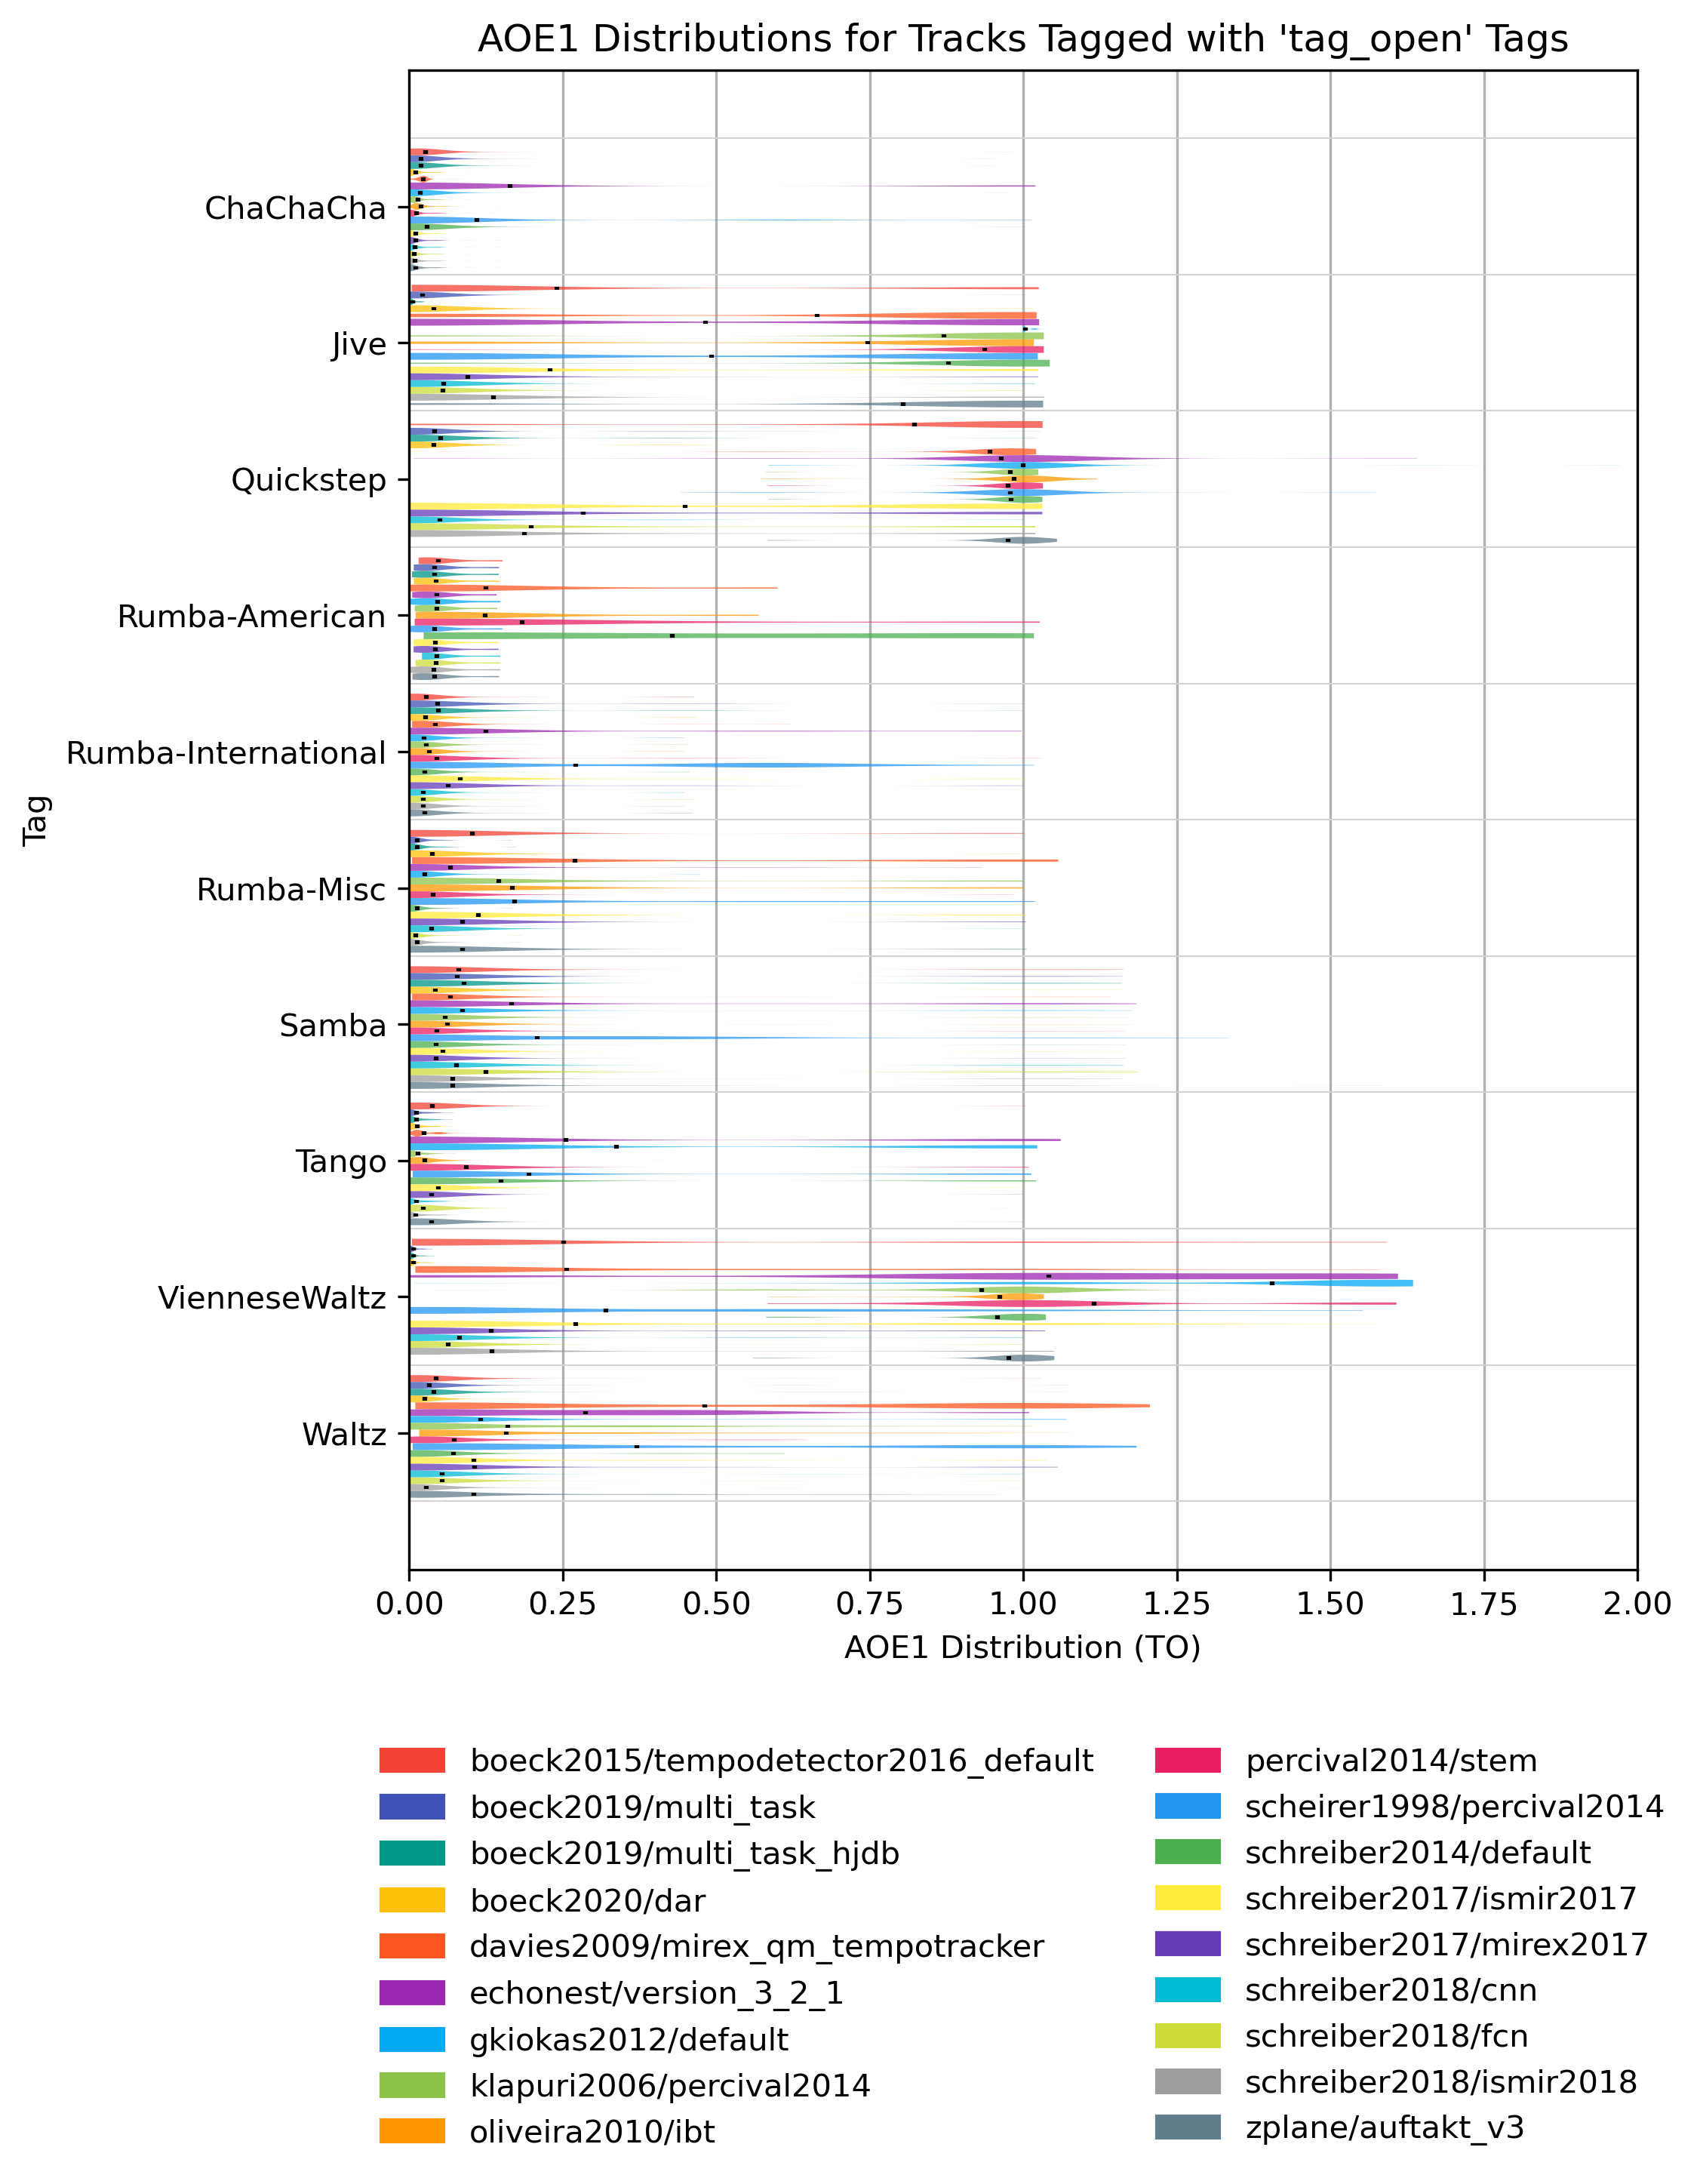 AOE1 Distributions for Tracks Tagged with 'tag_open' Tags
ChaChaCha
Jive
Quickstep
Rumba-American
Rumba-International
Rumba-Misc
Samba
Tango
VienneseWaltz
Waltz
Tag
0.00 0.25 0.50 0.75 1.00 1.25 1.50 1.75 2.00
AOE1 Distribution (TO)
boeck2015/tempodetector2016_default
boeck2019/multi_task
boeck2019/multi_task_hjdb
boeck2020/dar
davies2009/mirex_qm_tempotracker
echonest/version_3_2_1
gkiokas2012/default
klapuri2006/percival2014
oliveira2010/ibt
percival2014/stem
scheirer1998/percival2014
schreiber2014/default
schreiber2017/ismir2017
schreiber2017/mirex2017
schreiber2018/cnn
schreiber2018/fcn
schreiber2018/ismir2018
zplane/auftakt_v3